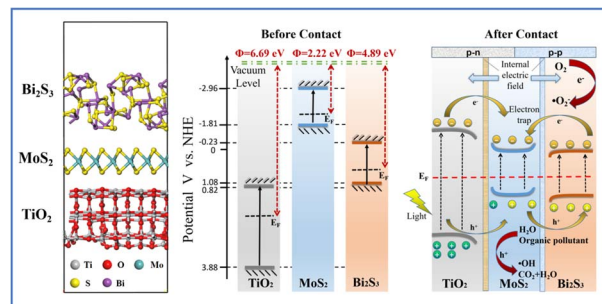 Bi₂S₃
MoS₂
TiO₂
Ti
O
Mo
S
Bi
Before Contact
Φ=6.69 eV
Φ=2.22 eV
Φ=4.89 eV
Vacuum
Level
Potential V vs. NHE
-2.96
-1.81
-0.23
0
1.08
0.82
3.88
E_F
E_F
E_F
TiO₂
MoS₂
Bi₂S₃
After Contact
p-n
p-p
Internal
electric
field
O₂
e⁻
•O₂⁻
e⁻
Electron
trap
e⁻
E_F
Light
h⁺
h⁺
H₂O
Organic pollutant
h⁺
•OH
CO₂+H₂O
TiO₂
MoS₂
Bi₂S₃